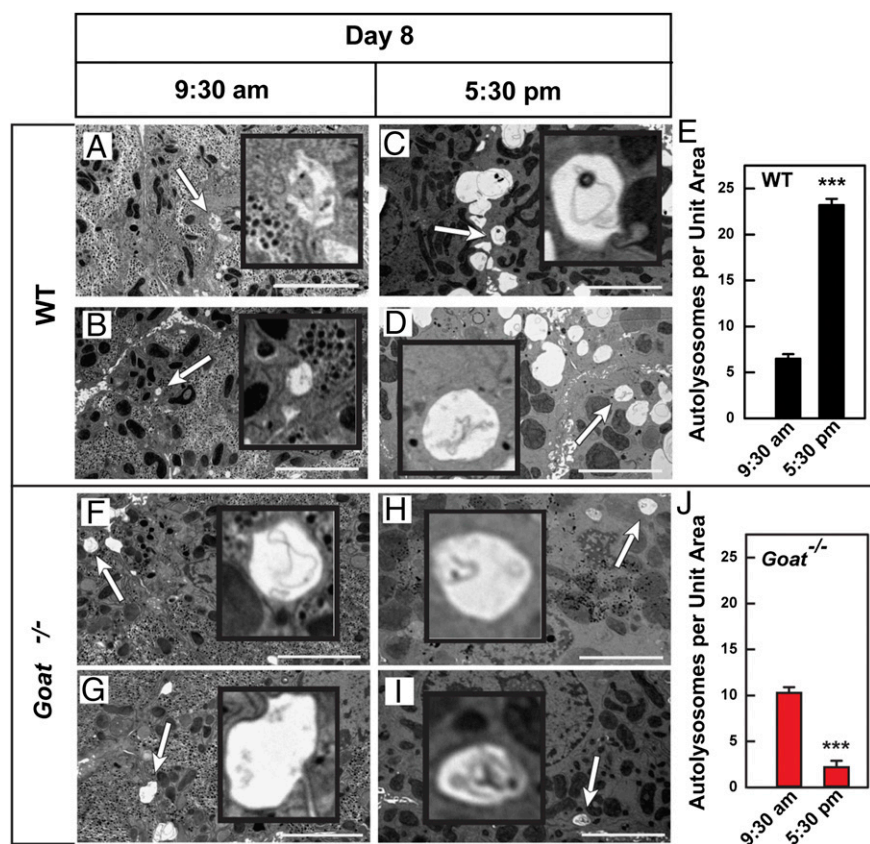 Day 8
9:30 am
5:30 pm
WT
A
B
C
D
E
Autolysosomes per Unit Area
WT
***
25
20
15
10
5
0
9:30 am
5:30 pm
Goat -/-
F
G
H
I
J
Autolysosomes per Unit Area
Goat -/-
***
25
20
15
10
5
0
9:30 am
5:30 pm